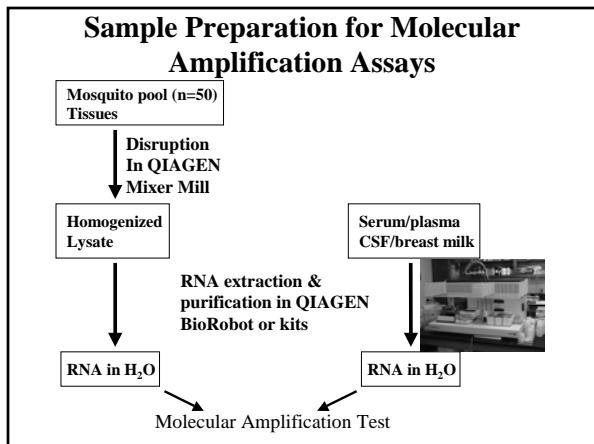 Sample Preparation for Molecular
Amplification Assays
Mosquito pool (n=50)
Tissues
Disruption
In QIAGEN
Mixer Mill
Homogenized
Lysate
Serum/plasma
CSF/breast milk
RNA extraction &
purification in QIAGEN
BioRobot or kits
RNA in H₂O
RNA in H₂O
Molecular Amplification Test